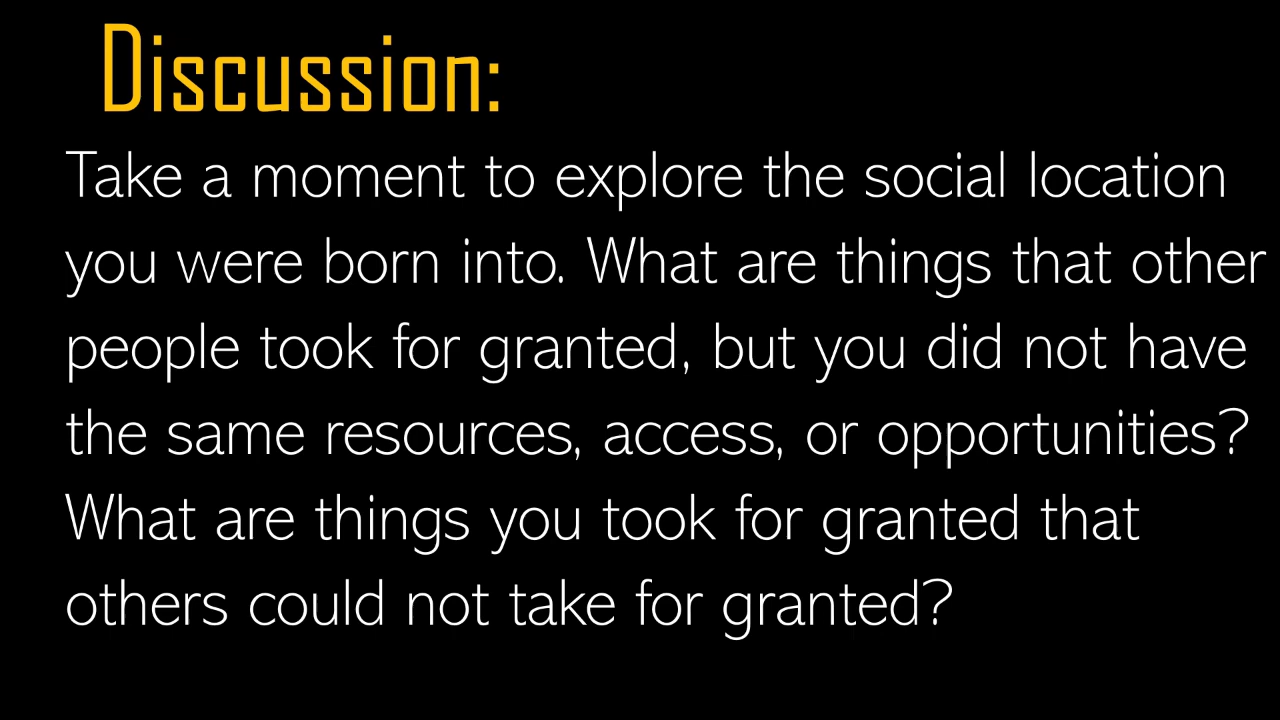 Discussion:
Take a moment to explore the social location
you were born into. What are things that other
people took for granted, but you did not have
the same resources, access, or opportunities?
What are things you took for granted that
others could not take for granted?